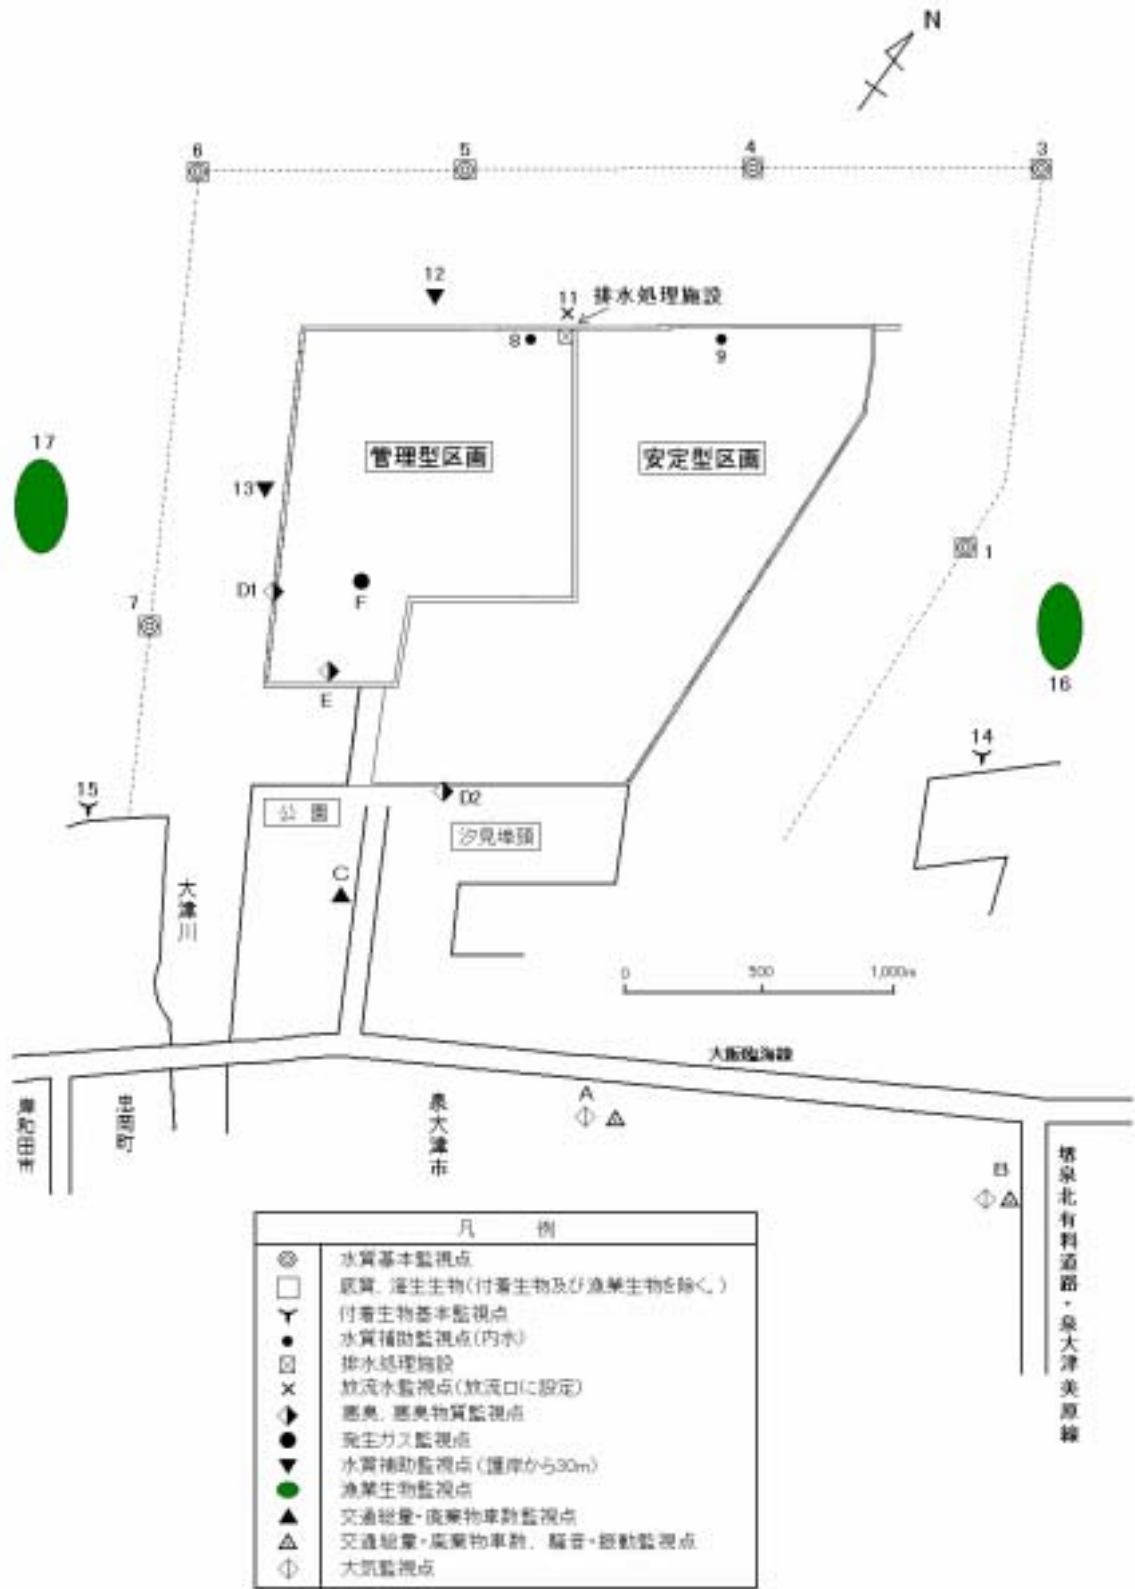 N
6
5
4
3
12
11
排水処理施設
8
9
17
管理型区画
安定型区画
13
1
D1
F
7
16
E
14
15
D2
公 園
汐見埠頭
C
大津川
0 500 1,000m
大阪臨海線
A
岸和田市
忠岡町
泉大津市
B
堺泉北有料道路・泉大津美原線
凡 例
水質基本監視点
底質、海生生物(付着生物及び漁業生物を除く。)
付着生物基本監視点
水質補助監視点(内水)
排水処理施設
放流水監視点(放流口に設定)
悪臭、悪臭物質監視点
発生ガス監視点
水質補助監視点(護岸から30m)
漁業生物監視点
交通総量・廃棄物車数監視点
交通総量・廃棄物車数、騒音・振動監視点
大気監視点